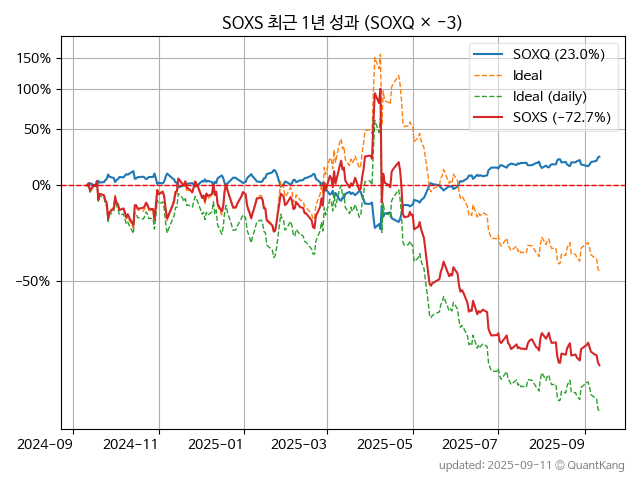 SOXS 최근 1년 성과 (SOXQ × −3)
SOXQ (23.0%)
Ideal
Ideal (daily)
SOXS (−72.7%)
150%
100%
50%
0%
−50%
2024−09
2024−11
2025−01
2025−03
2025−05
2025−07
2025−09
updated: 2025−09−11 © QuantKang